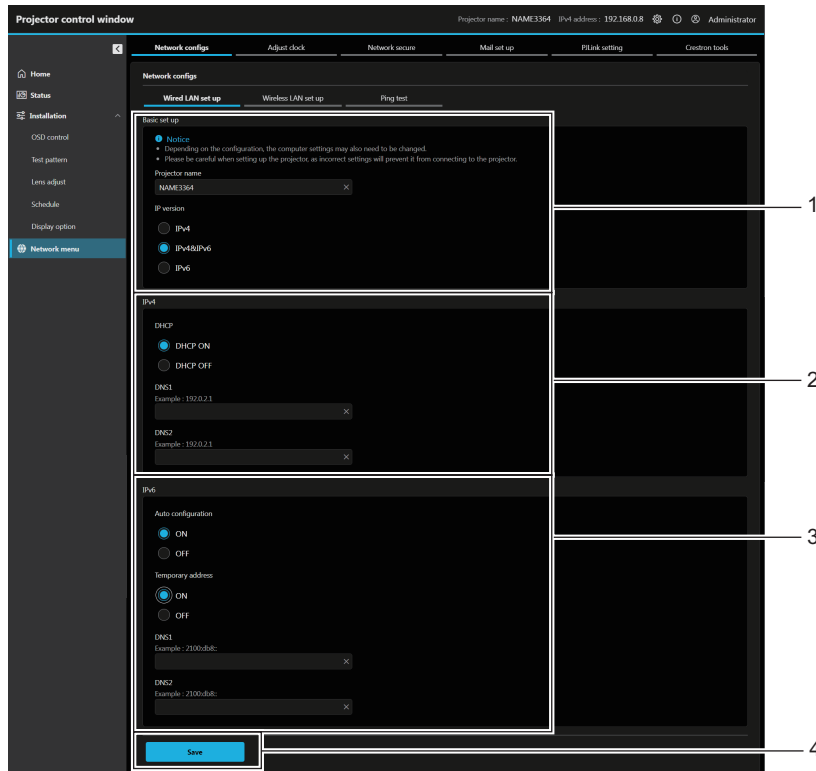 Projector control window
Projector name : NAME3364 IPv4 address : 192.168.0.8 Administrator
Network configs Adjust clock Network secure Mail set up PJLink setting Crestron tools
Home
Status
Installation
OSD control
Test pattern
Lens adjust
Schedule
Display option
Network menu
Network configs
Wired LAN set up Wireless LAN set up Ping test
Basic set up
Notice
• Depending on the configuration, the computer settings may also need to be changed.
• Please be careful when setting up the projector, as incorrect settings will prevent it from connecting to the projector.
Projector name
NAME3364
IP version
IPv4
IPv4&IPv6
IPv6
1
IPv4
DHCP
DHCP ON
DHCP OFF
DNS1
Example : 192.0.2.1
DNS2
Example : 192.0.2.1
2
IPv6
Auto configuration
ON
OFF
Temporary address
ON
OFF
DNS1
Example : 2100:db8::
DNS2
Example : 2100:db8::
3
Save
4